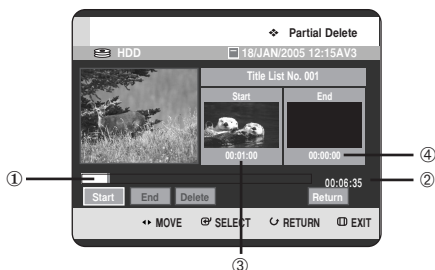 ❖ Partial Delete
HDD 18/JAN/2005 12:15AV3
Title List No. 001
Start End
00:01:00 00:00:00
④
① 00:06:35 ②
Start End Delete Return
MOVE SELECT RETURN EXIT
③